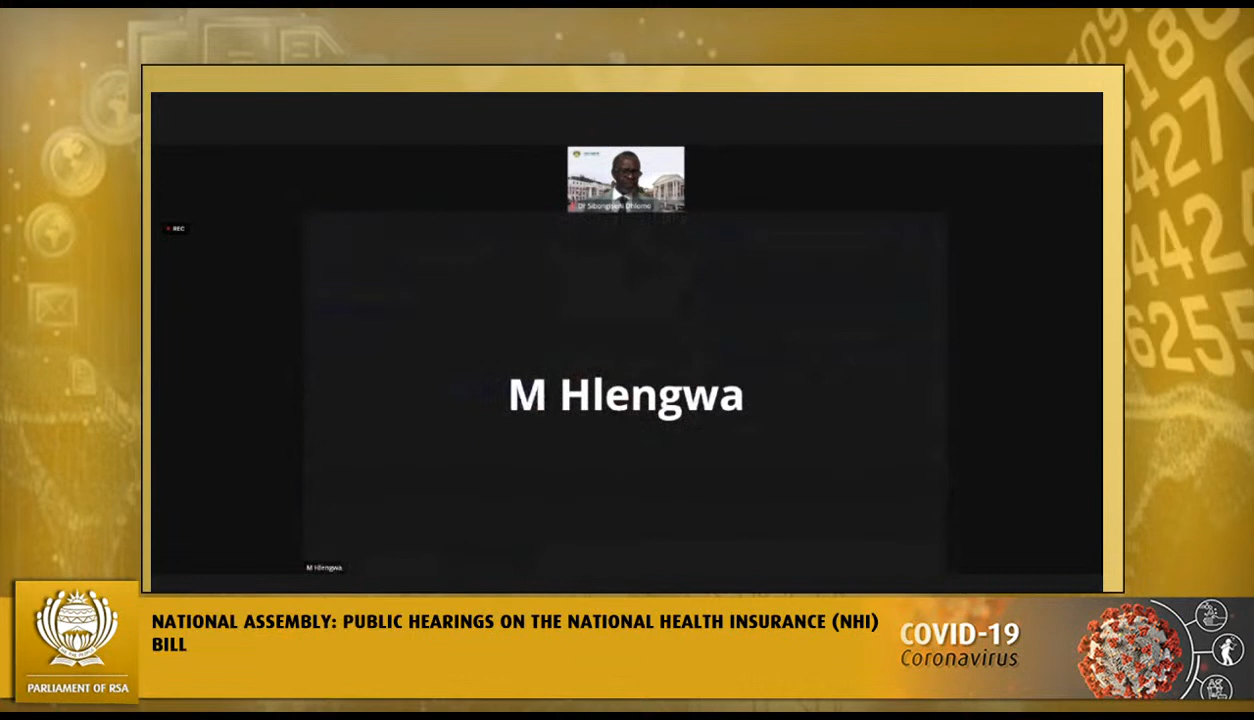 Dr Sibongiseni Dhlomo
REC
M Hlengwa
M Hlengwa
NATIONAL ASSEMBLY: PUBLIC HEARINGS ON THE NATIONAL HEALTH INSURANCE (NHI)
BILL
COVID-19
Coronavirus
PARLIAMENT OF RSA